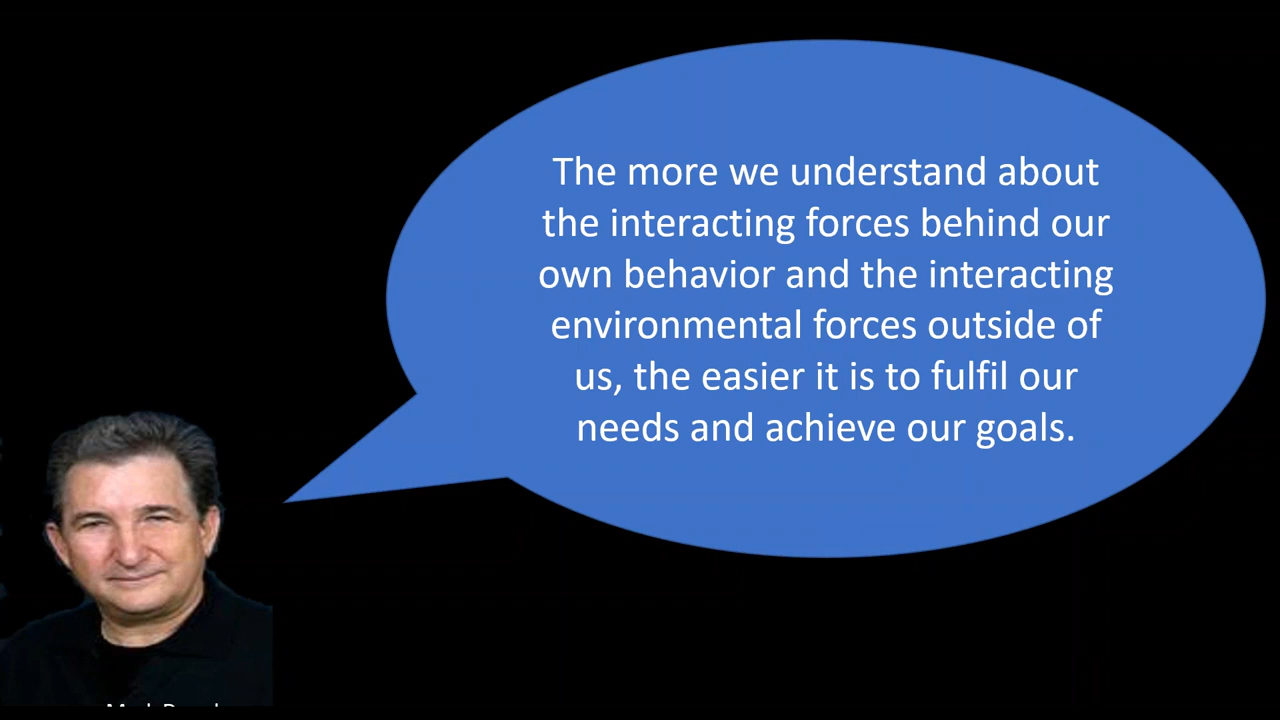 The more we understand about
the interacting forces behind our
own behavior and the interacting
environmental forces outside of
us, the easier it is to fulfil our
needs and achieve our goals.